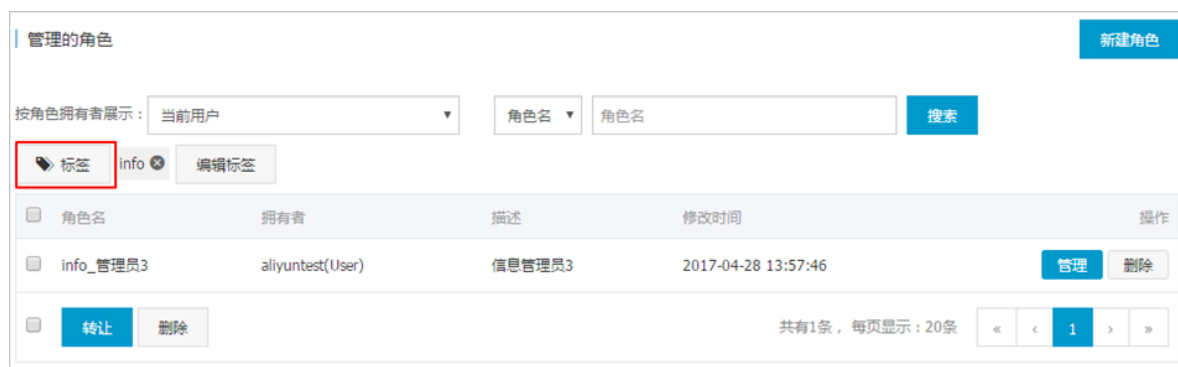 管理的角色 新建角色
按角色拥有者展示： 当前用户 角色名 角色名 搜索
标签 info 编辑标签
角色名 拥有者 描述 修改时间 操作
info_管理员3 aliyuntest(User) 信息管理员3 2017-04-28 13:57:46 管理 删除
转让 删除 共有1条，每页显示：20条 « ‹ 1 › »